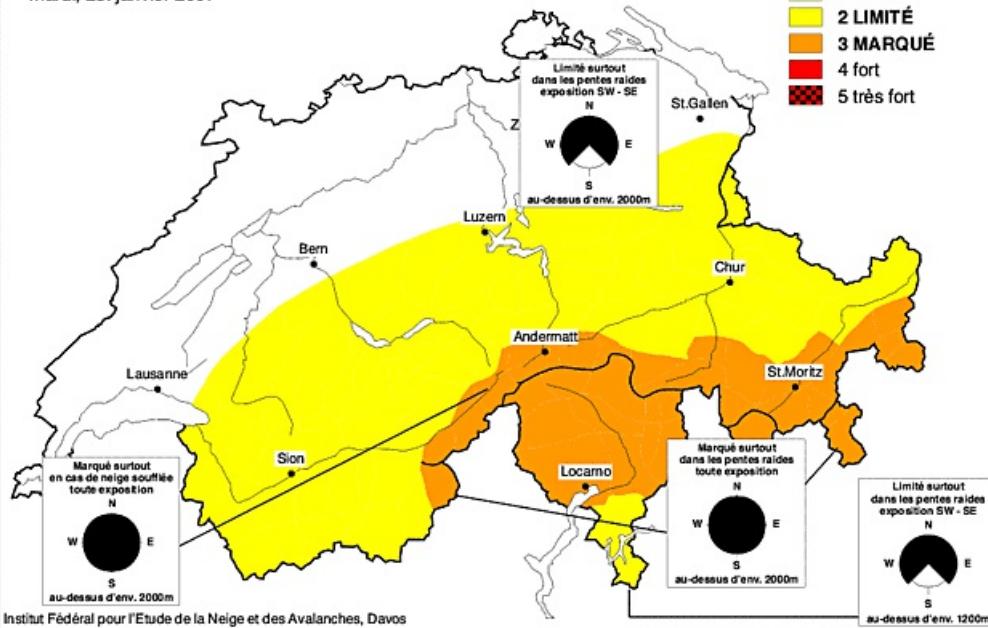 2 LIMITÉ
3 MARQUÉ
4 fort
5 très fort
Limité surtout
dans les pentes raides
exposition SW - SE
N
W E
S
au-dessus d'env. 2000m
St.Gallen
Z
Luzern
Bern
Chur
Andermatt
St.Moritz
Lausanne
Sion
Locarno
Marqué surtout
en cas de neige soufflée
toute exposition
N
W E
S
au-dessus d'env. 2000m
Marqué surtout
dans les pentes raides
toute exposition
N
W E
S
au-dessus d'env. 2000m
Limité surtout
dans les pentes raides
exposition SW - SE
N
W E
S
au-dessus d'env. 1200m
Institut Fédéral pour l'Etude de la Neige et des Avalanches, Davos